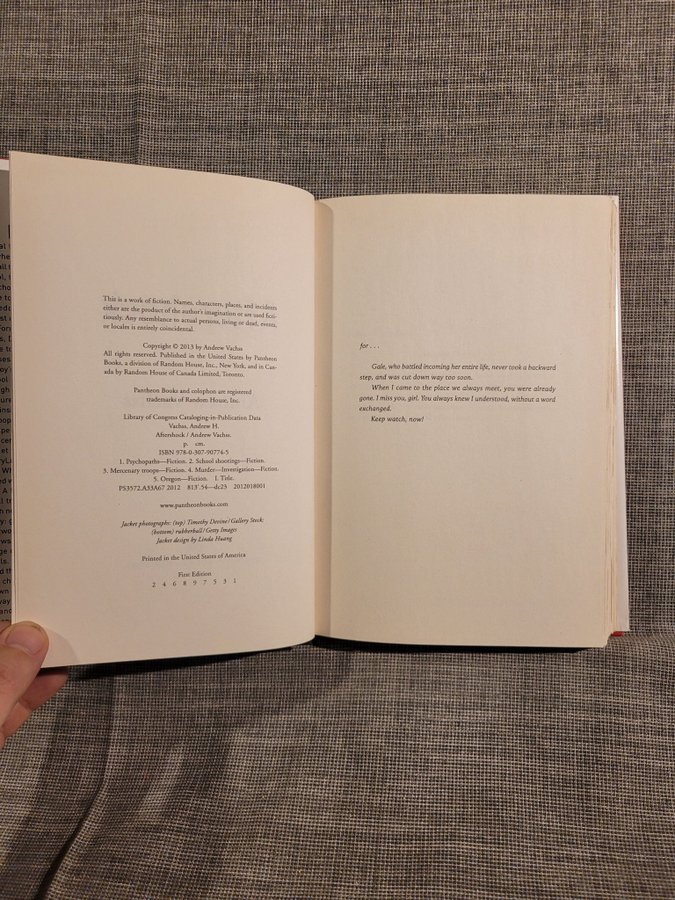 This is a work of fiction. Names, characters, places, and incidents
either are the product of the author's imagination or are used ficti-
tiously. Any resemblance to actual persons, living or dead, events,
or locales is entirely coincidental.
Copyright © 2013 by Andrew Vachss
All rights reserved. Published in the United States by Pantheon
Books, a division of Random House, Inc., New York, and in Can-
ada by Random House of Canada Limited, Toronto.
Pantheon Books and colophon are registered
trademarks of Random House, Inc.
Library of Congress Cataloging-in-Publication Data
Vachss, Andrew H.
Aftershock / Andrew Vachss.
p. cm.
ISBN 978-0-307-90774-5
1. Psychopaths—Fiction. 2. School shootings—Fiction.
3. Mercenary troops—Fiction. 4. Murder—Investigation—Fiction.
5. Oregon—Fiction. I. Title.
PS3572.A33A67 2012 813'.54—dc23 2012018001
www.pantheonbooks.com
Jacket photographs: (top) Timothy Devine/Gallery Stock;
(bottom) rubberball/Getty Images
Jacket design by Linda Huang
Printed in the United States of America
First Edition
2 4 6 8 9 7 5 3 1
for . . .
Gale, who battled incoming her entire life, never took a backward
step, and was cut down way too soon.
When I came to the place we always meet, you were already
gone. I miss you, girl. You always knew I understood, without a word
exchanged.
Keep watch, now!